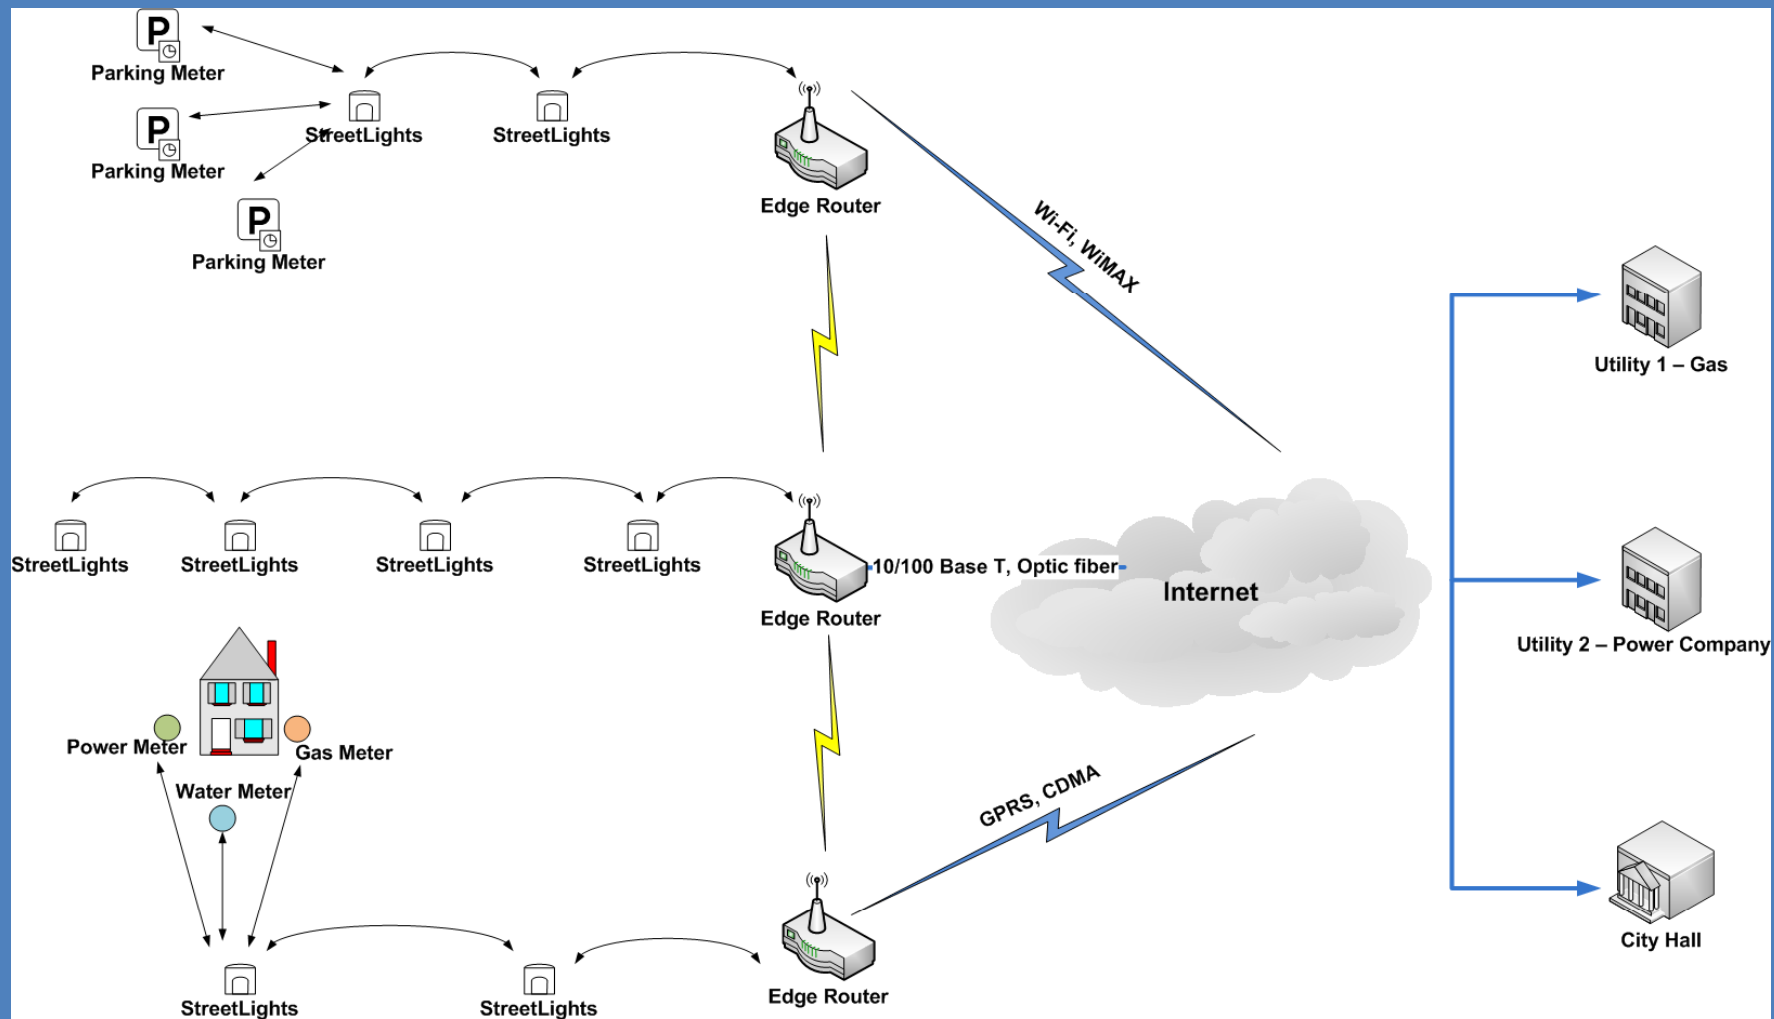 P
Parking Meter
P
Parking Meter
P
Parking Meter
StreetLights
StreetLights
Edge Router
Wi-Fi, WiMAX
Utility 1 – Gas
StreetLights
StreetLights
StreetLights
StreetLights
Edge Router
10/100 Base T, Optic fiber
Internet
Utility 2 – Power Company
Power Meter
Gas Meter
Water Meter
GPRS, CDMA
StreetLights
StreetLights
Edge Router
City Hall